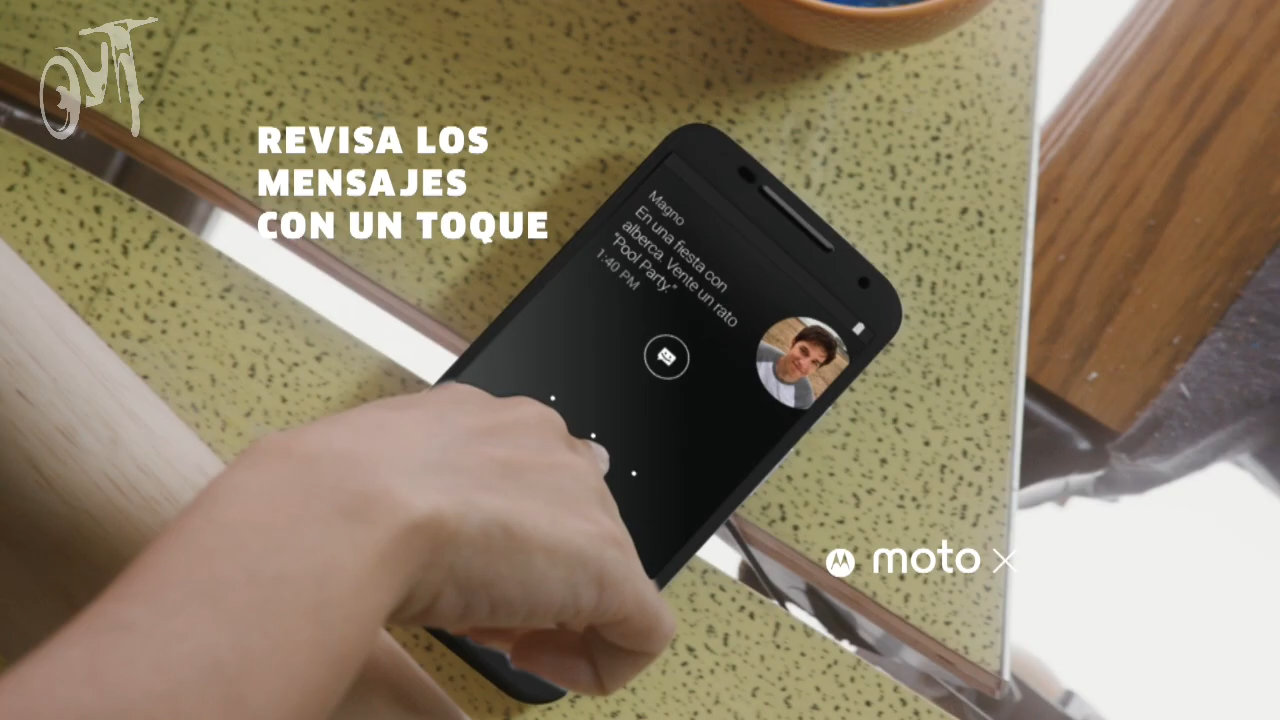 REVISA LOS
MENSAJES
CON UN TOQUE
Magno
En una fiesta con
alberca. Vente un rato
"Pool Party."
1:40 PM
moto X